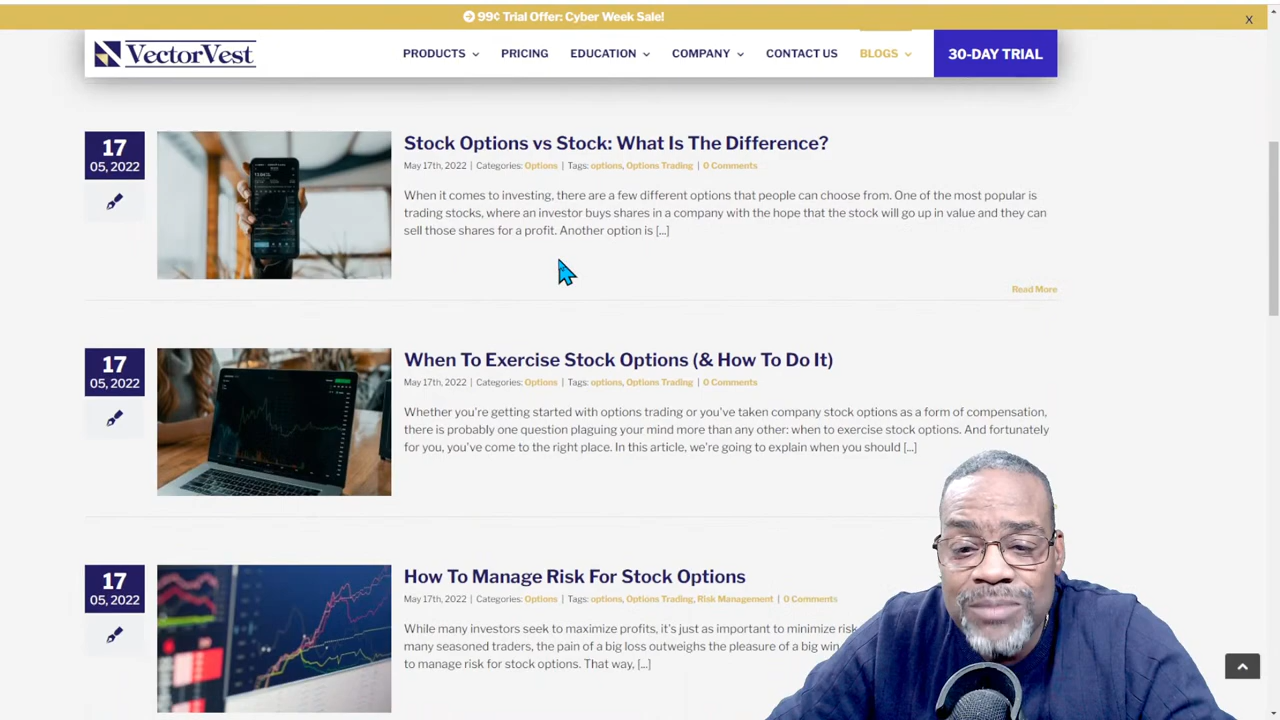 99¢ Trial Offer: Cyber Week Sale!
X
VectorVest
PRODUCTS PRICING EDUCATION COMPANY CONTACT US BLOGS 30-DAY TRIAL
17
05, 2022
Stock Options vs Stock: What Is The Difference?
May 17th, 2022 | Categories: Options | Tags: options, Options Trading | 0 Comments
When it comes to investing, there are a few different options that people can choose from. One of the most popular is
trading stocks, where an investor buys shares in a company with the hope that the stock will go up in value and they can
sell those shares for a profit. Another option is [...]
Read More
17
05, 2022
When To Exercise Stock Options (& How To Do It)
May 17th, 2022 | Categories: Options | Tags: options, Options Trading | 0 Comments
Whether you're getting started with options trading or you've taken company stock options as a form of compensation,
there is probably one question plaguing your mind more than any other: when to exercise stock options. And fortunately
for you, you've come to the right place. In this article, we're going to explain when you should [...]
17
05, 2022
How To Manage Risk For Stock Options
May 17th, 2022 | Categories: Options | Tags: options, Options Trading, Risk Management | 0 Comments
While many investors seek to maximize profits, it's just as important to minimize risk
many seasoned traders, the pain of a big loss outweighs the pleasure of a big win
to manage risk for stock options. That way, [...]